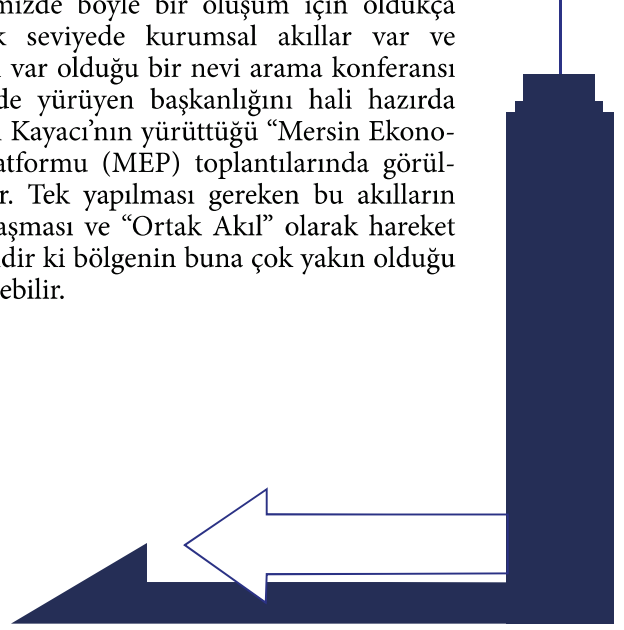 mizde böyle bir oluşum için oldukça
k seviyede kurumsal akıllar var ve
var olduğu bir nevi arama konferansı
de yürüyen başkanlığını hali hazırda
Kayacı’nın yürüttüğü “Mersin Ekono-
atformu (MEP) toplantılarında görül-
r. Tek yapılması gereken bu akılların
aşması ve “Ortak Akıl” olarak hareket
dir ki bölgenin buna çok yakın olduğu
ebilir.